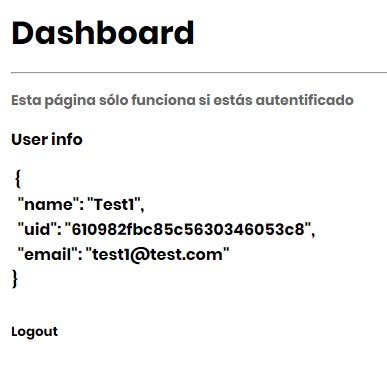 Dashboard
Esta página sólo funciona si estás autentificado
User info
{
"name": "Test1",
"uid": "610982fbc85c5630346053c8",
"email": "test1@test.com"
}
Logout